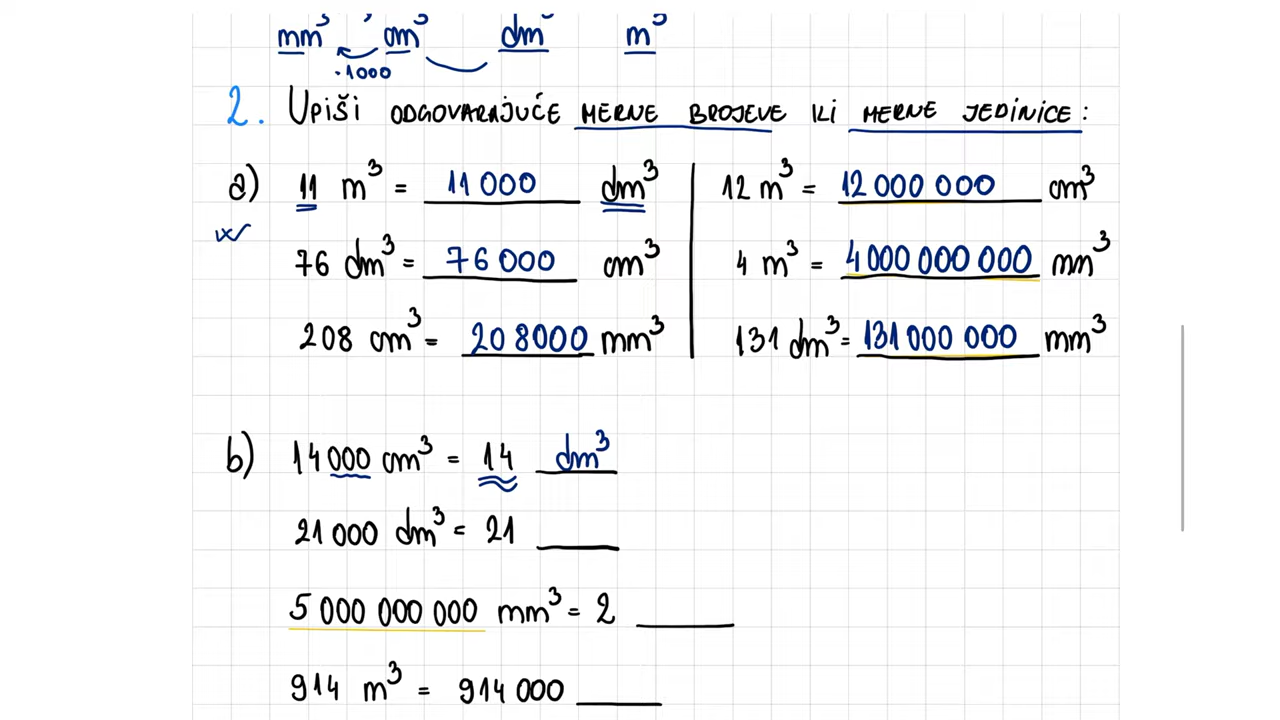 mm³ cm³ dm³ m³
·1000
2. Upiši odgovarajuće merne brojeve ili merne jedinice:
a) 11 m³ = 11 000 dm³
76 dm³ = 76 000 cm³
208 cm³ = 208000 mm³
12 m³ = 12 000 000 cm³
4 m³ = 4 000 000 000 mm³
131 dm³ = 131 000 000 mm³
b) 14 000 cm³ = 14 dm³
21 000 dm³ = 21 ____
5 000 000 000 mm³ = 2 ____
914 m³ = 914 000 ____